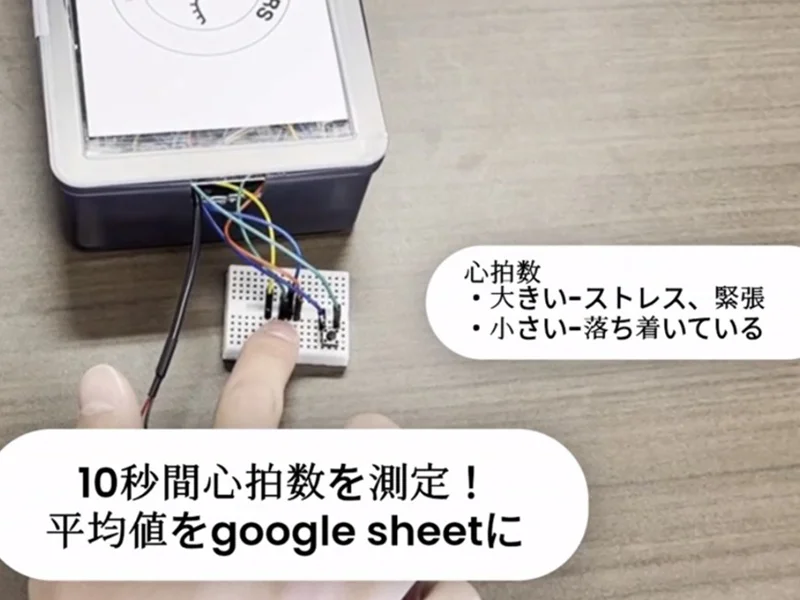 RS
心拍数
・大きい-ストレス、緊張
・小さい-落ち着いている
10秒間心拍数を測定！
平均値をgoogle sheetに